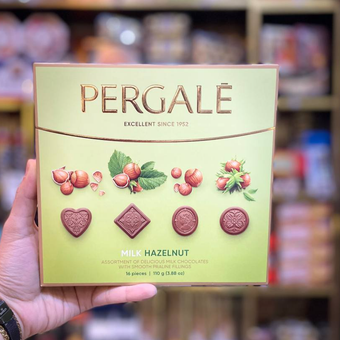 PERGALĖ
EXCELLENT SINCE 1952
MILK HAZELNUT
ASSORTMENT OF DELICIOUS MILK CHOCOLATES
WITH SMOOTH PRALINE FILLINGS
16 pieces | 110 g (3.88 oz)